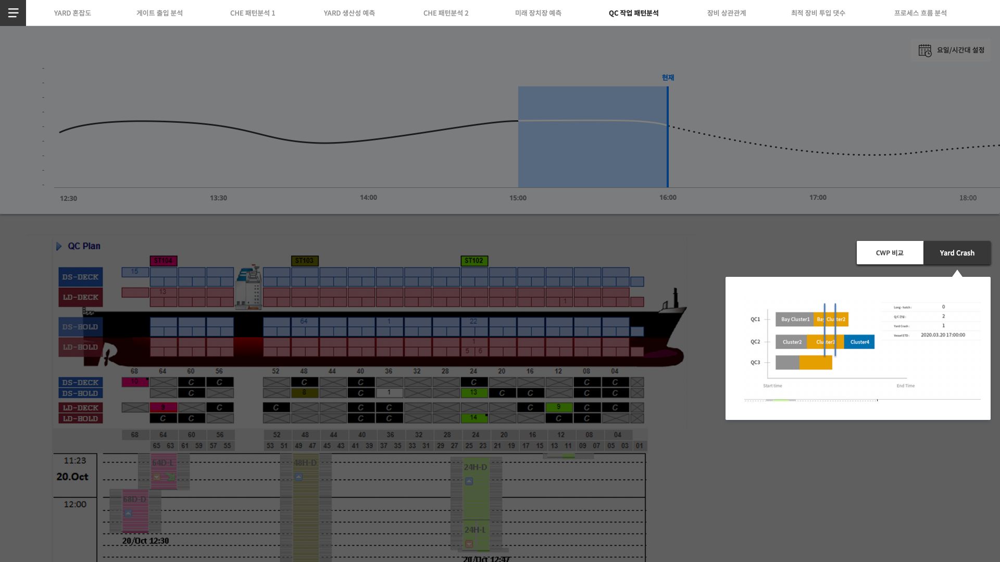 YARD 혼잡도 게이트 출입 분석 CHE 패턴분석 1 YARD 생산성 예측 CHE 패턴분석 2 미래 장치장 예측 QC 작업 패턴분석 장비 상관관계 최적 장비 투입 댓수 프로세스 흐름 분석
요일/시간대 설정
현재
12:30 13:30 14:00 15:00 16:00 17:00 18:00
QC Plan
ST104 ST103 ST102
DS-DECK 15
LD-DECK 13 1
DS-HOLD 64 1 22
LD-HOLD 1
5 6
68 64 60 56 52 48 44 40 36 32 28 24 20 16 12 08 04
DS-DECK 10 C C C C C C C
DS-HOLD C 8 C 1 13 C C C C
LD-DECK 9 C C C C C 9 C C
LD-HOLD C C C C 14 C C
68 64 60 56 52 48 44 40 36 32 28 24 20 16 12 08 04
65 63 61 59 57 55 53 51 49 47 45 43 41 39 37 35 33 31 29 27 25 23 21 19 17 15 13 11 09 07 05 03 01
11:23 64D-L 48H-D 24H-D
20.Oct
12:00 68D-D
24H-L
20/Oct 12:30
20/Oct 12:47
CWP 비교 Yard Crash
QC1 Bay Cluster1 Bay Cluster2
QC2 Cluster2 Cluster3 Cluster4
QC3
Start time End Time
Long - hatch : 0
Q/C 간섭 : 2
Yard Crash : 1
Vessel ETD : 2020.03.20 17:00:00